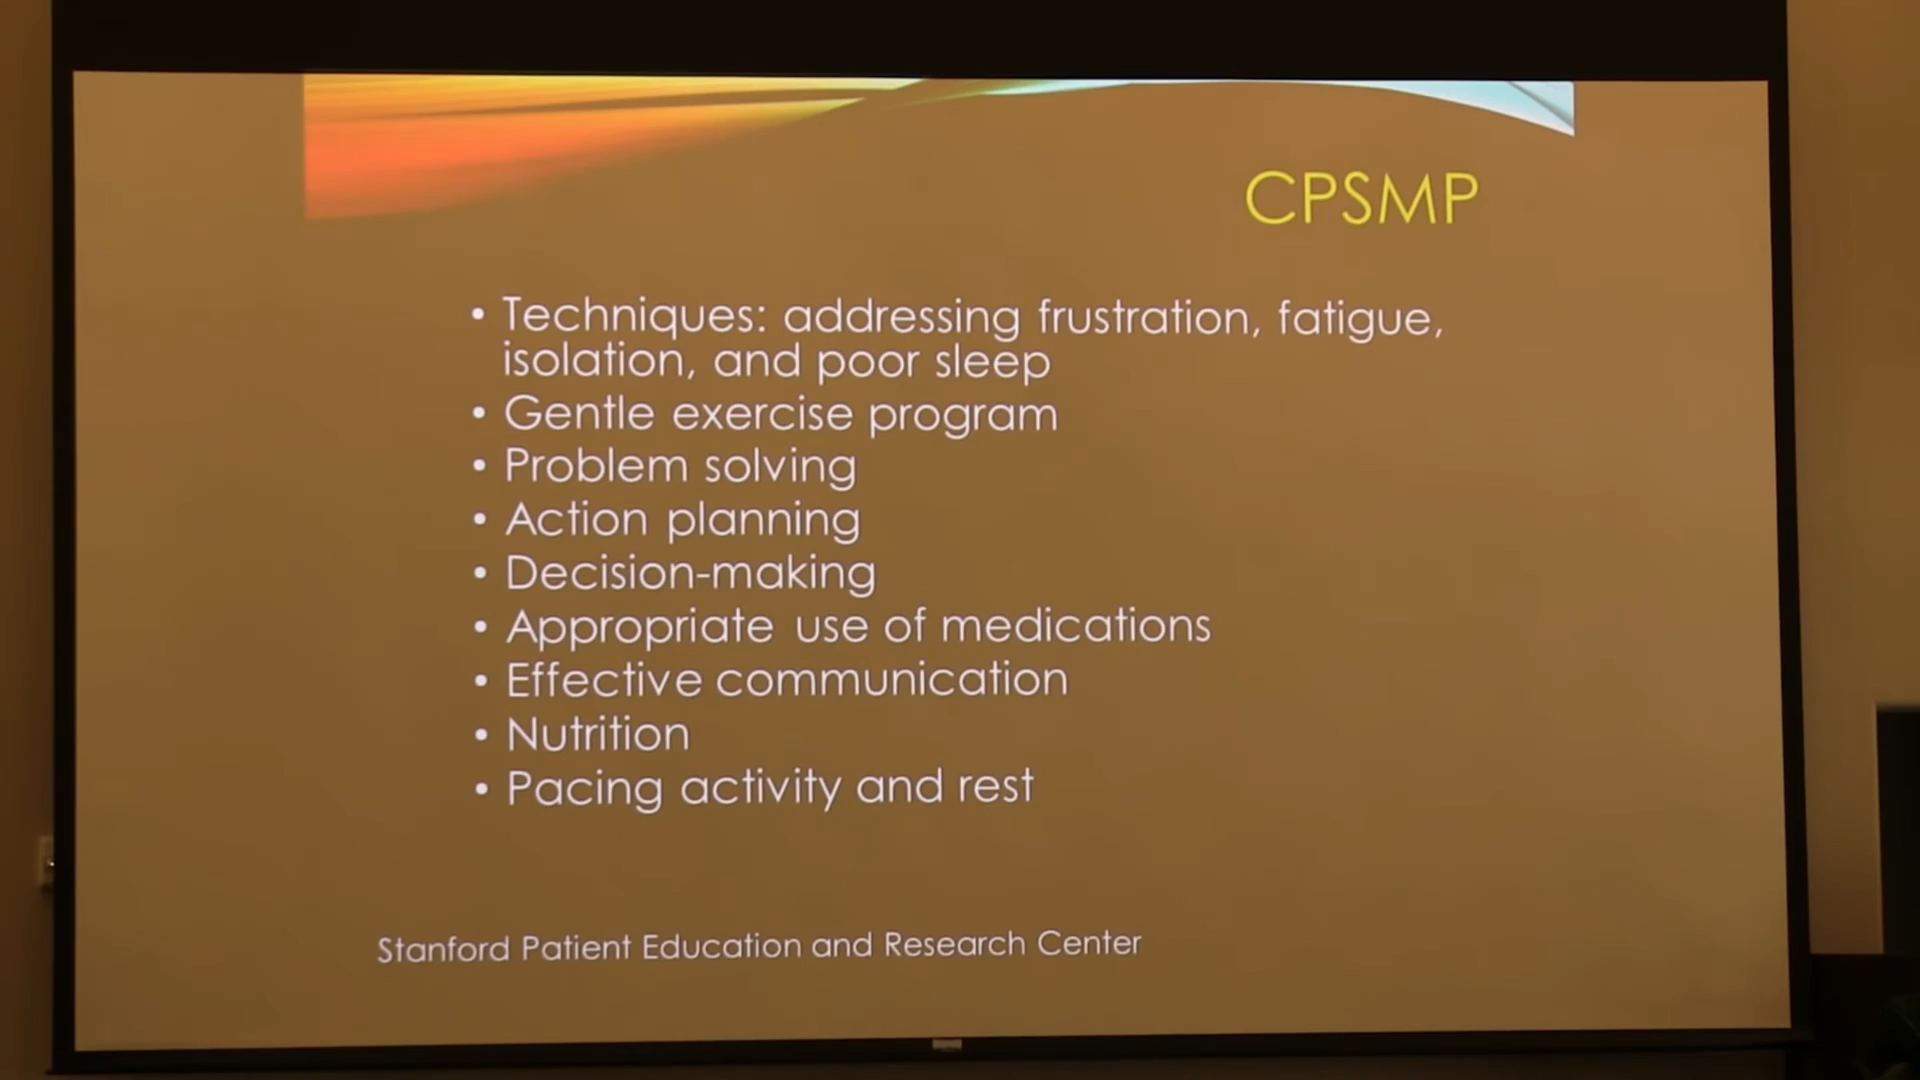 CPSMP
• Techniques: addressing frustration, fatigue,
isolation, and poor sleep
• Gentle exercise program
• Problem solving
• Action planning
• Decision-making
• Appropriate use of medications
• Effective communication
• Nutrition
• Pacing activity and rest
Stanford Patient Education and Research Center